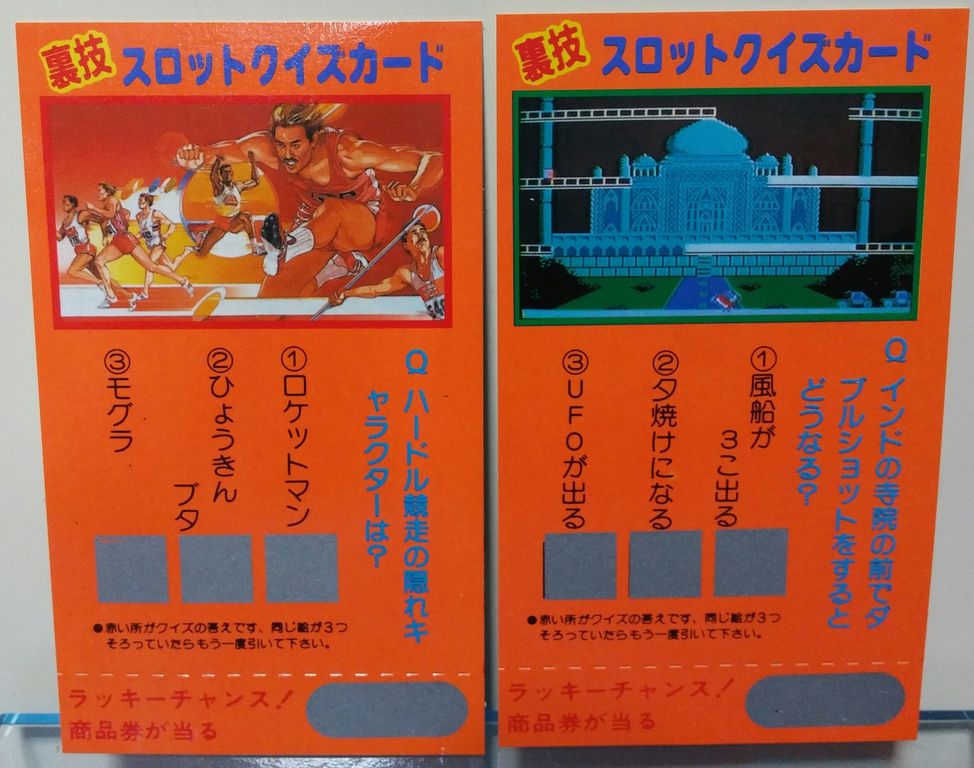 裏技 スロットクイズカード
Q ハードル競走の隠れキ
ャラクターは?
①ロケットマン
②ひょうきん
ブタ
③モグラ
●赤い所がクイズの答えです、同じ絵が3つ
そろっていたらもう一度引いて下さい。
ラッキーチャンス!
商品券が当る
裏技 スロットクイズカード
Q インドの寺院の前でダ
ブルショットをすると
どうなる?
①風船が
3こ出る
②夕焼けになる
③UFOが出る
●赤い所がクイズの答えです、同じ絵が3つ
そろっていたらもう一度引いて下さい。
ラッキーチャンス!
商品券が当る